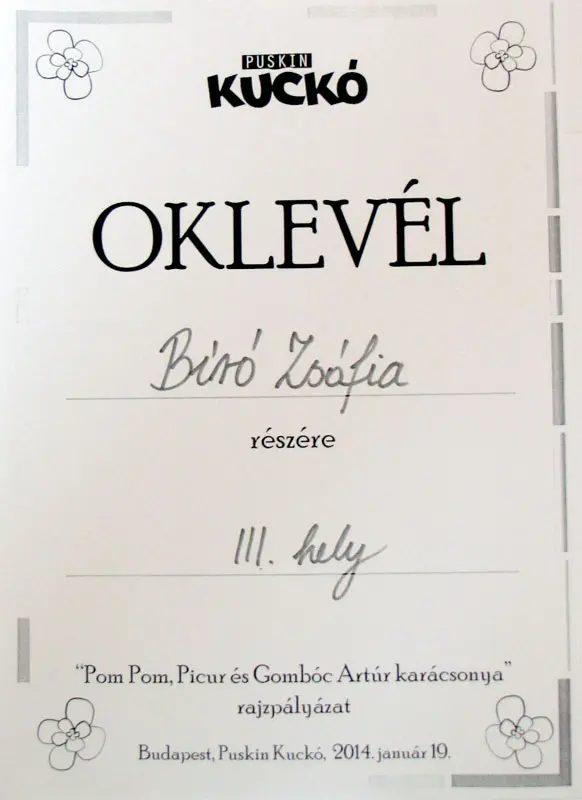 PUSKIN
KUCKÓ
OKLEVÉL
Bíró Zsófia
részére
III. hely
"Pom Pom, Picur és Gombóc Artúr karácsonya"
rajzpályázat
Budapest, Puskin Kuckó, 2014. január 19.